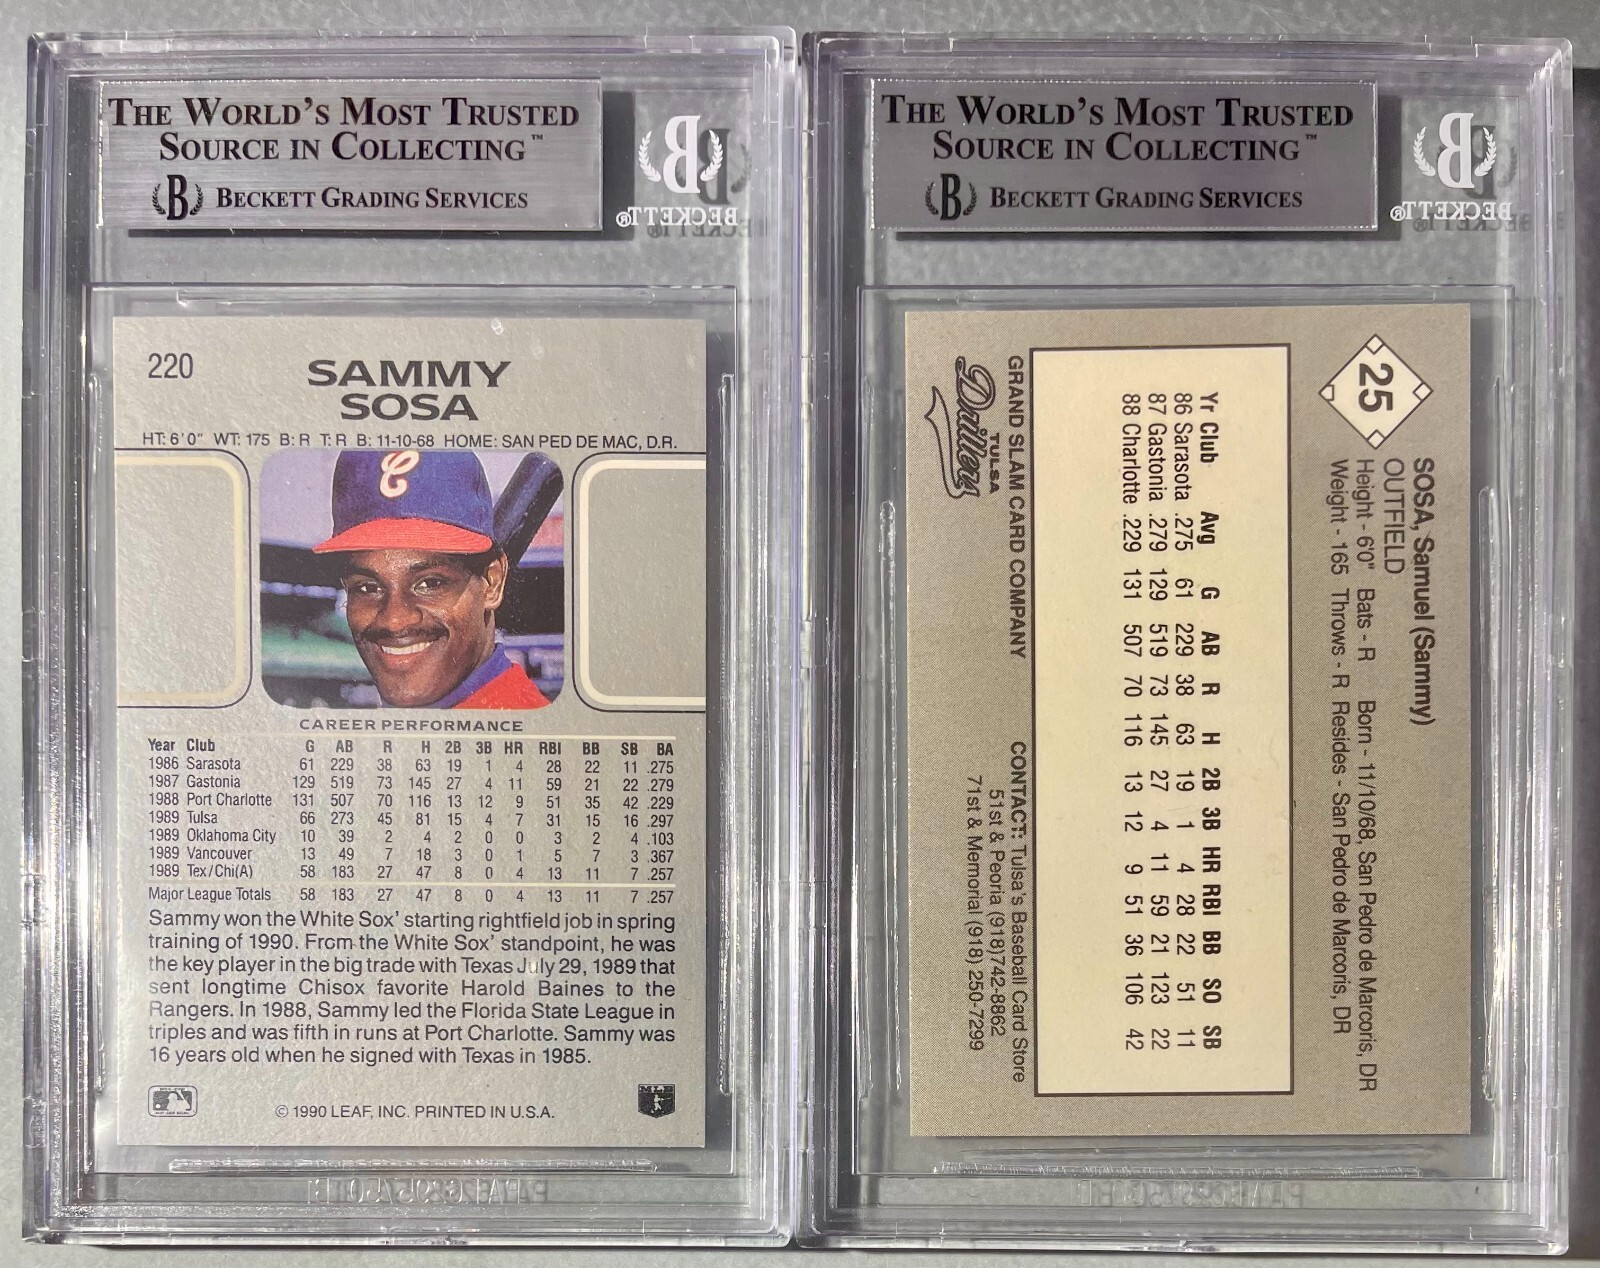 THE WORLD'S MOST TRUSTED
SOURCE IN COLLECTING™
B BECKETT GRADING SERVICES
B
BECKETT®
220
SAMMY
SOSA
HT: 6'0" WT: 175 B: R T: R B: 11-10-68 HOME: SAN PED DE MAC, D.R.
C
CAREER PERFORMANCE
Year Club G AB R H 2B 3B HR RBI BB SB BA
1986 Sarasota 61 229 38 63 19 1 4 28 22 11 .275
1987 Gastonia 129 519 73 145 27 4 11 59 21 22 .279
1988 Port Charlotte 131 507 70 116 13 12 9 51 35 42 .229
1989 Tulsa 66 273 45 81 15 4 7 31 15 16 .297
1989 Oklahoma City 10 39 2 4 2 0 0 3 2 4 .103
1989 Vancouver 13 49 7 18 3 0 1 5 7 3 .367
1989 Tex/Chi(A) 58 183 27 47 8 0 4 13 11 7 .257
Major League Totals 58 183 27 47 8 0 4 13 11 7 .257
Sammy won the White Sox' starting rightfield job in spring
training of 1990. From the White Sox' standpoint, he was
the key player in the big trade with Texas July 29, 1989 that
sent longtime Chisox favorite Harold Baines to the
Rangers. In 1988, Sammy led the Florida State League in
triples and was fifth in runs at Port Charlotte. Sammy was
16 years old when he signed with Texas in 1985.
© 1990 LEAF, INC. PRINTED IN U.S.A.
MLB
THE WORLD'S MOST TRUSTED
SOURCE IN COLLECTING™
B BECKETT GRADING SERVICES
B
BECKETT®
25
SOSA, Samuel (Sammy)
OUTFIELD
Height - 6'0" Bats - R Born - 11/10/68, San Pedro de Marcoris, DR
Weight - 165 Throws - R Resides - San Pedro de Marcoris, DR
Yr Club Avg G AB R H 2B 3B HR RBI BB SO SB
86 Sarasota .275 61 229 38 63 19 1 4 28 22 51 11
87 Gastonia .279 129 519 73 145 27 4 11 59 21 123 22
88 Charlotte .229 131 507 70 116 13 12 9 51 36 106 42
GRAND SLAM CARD COMPANY
TULSA
Drillers
CONTACT: Tulsa's Baseball Card Store
51st & Peoria (918)742-8862
71st & Memorial (918) 250-7299